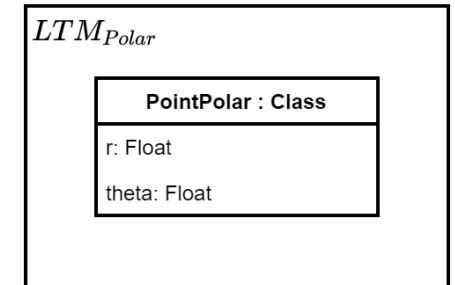 LTM_Polar
PointPolar : Class
r: Float
theta: Float